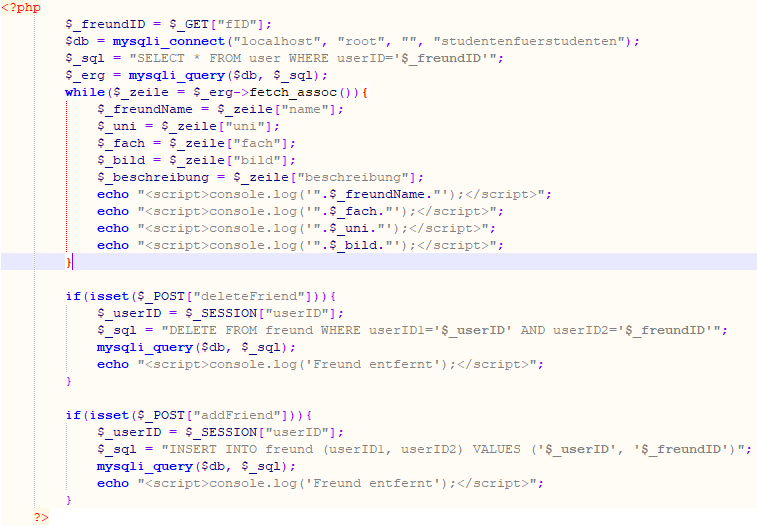 <?php
$_freundID = $_GET["fID"];
$db = mysqli_connect("localhost", "root", "", "studentenfuerstudenten");
$_sql = "SELECT * FROM user WHERE userID='$_freundID'";
$_erg = mysqli_query($db, $_sql);
while($_zeile = $_erg->fetch_assoc()){
$_freundName = $_zeile["name"];
$_uni = $_zeile["uni"];
$_fach = $_zeile["fach"];
$_bild = $_zeile["bild"];
$_beschreibung = $_zeile["beschreibung"];
echo "<script>console.log('".$_freundName."');</script>";
echo "<script>console.log('".$_fach."');</script>";
echo "<script>console.log('".$_uni."');</script>";
echo "<script>console.log('".$_bild."');</script>";
}
if(isset($_POST["deleteFriend"])){
$_userID = $_SESSION["userID"];
$_sql = "DELETE FROM freund WHERE userID1='$_userID' AND userID2='$_freundID'";
mysqli_query($db, $_sql);
echo "<script>console.log('Freund entfernt');</script>";
}
if(isset($_POST["addFriend"])){
$_userID = $_SESSION["userID"];
$_sql = "INSERT INTO freund (userID1, userID2) VALUES ('$_userID', '$_freundID')";
mysqli_query($db, $_sql);
echo "<script>console.log('Freund entfernt');</script>";
}
?>